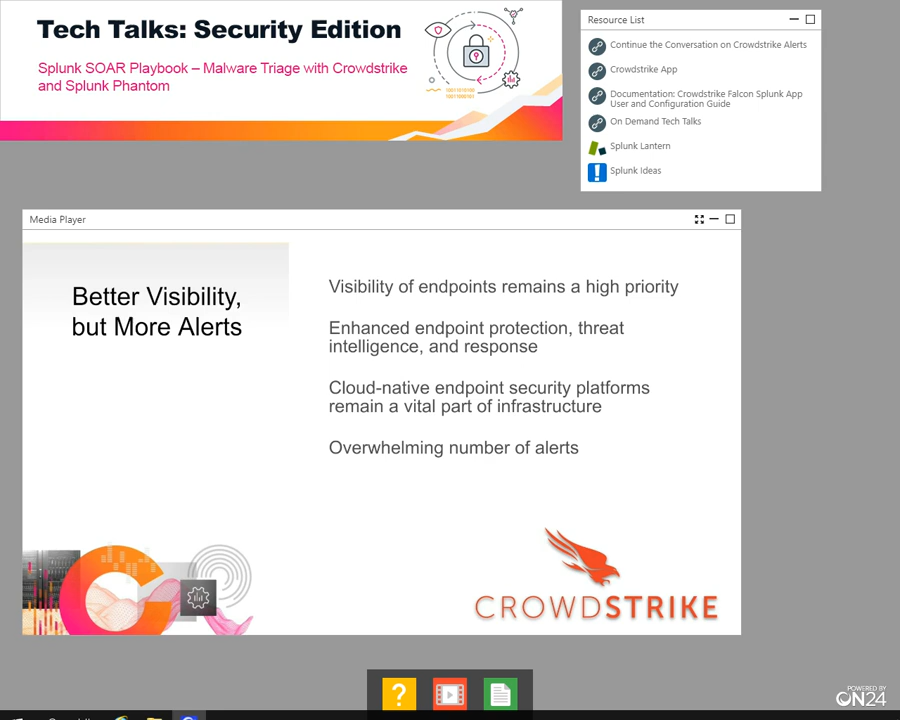 Tech Talks: Security Edition
Splunk SOAR Playbook – Malware Triage with Crowdstrike
and Splunk Phantom
Resource List
Continue the Conversation on Crowdstrike Alerts
Crowdstrike App
Documentation: Crowdstrike Falcon Splunk App
User and Configuration Guide
On Demand Tech Talks
Splunk Lantern
Splunk Ideas
Media Player
Better Visibility,
but More Alerts
Visibility of endpoints remains a high priority
Enhanced endpoint protection, threat
intelligence, and response
Cloud-native endpoint security platforms
remain a vital part of infrastructure
Overwhelming number of alerts
CROWDSTRIKE
?
POWERED BY
ON24